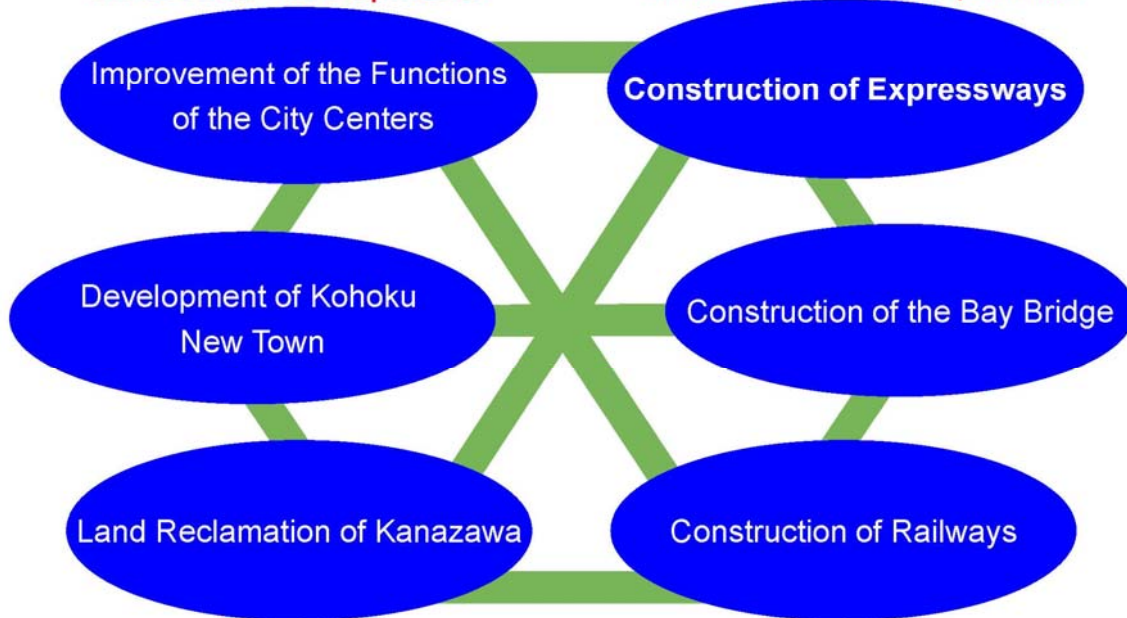 Improvement of the Functions
of the City Centers
Construction of Expressways
Development of Kohoku
New Town
Construction of the Bay Bridge
Land Reclamation of Kanazawa
Construction of Railways